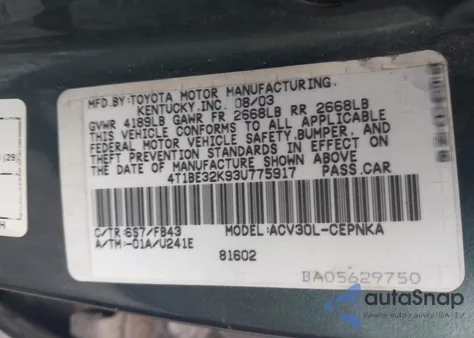 MFD.BY:TOYOTA MOTOR MANUFACTURING.
KENTUCKY,INC. 08/03
GVWR 4189LB GAWR FR 2668LB RR 2668LB
THIS VEHICLE CONFORMS TO ALL APPLICABLE
FEDERAL MOTOR VEHICLE SAFETY,BUMPER, AND
THEFT PREVENTION STANDARDS IN EFFECT ON
THE DATE OF MANUFACTURE SHOWN ABOVE
4T1BE32K93U775917 PASS.CAR
C/TR:6S7/FB43 MODEL:ACV30L-CEPNKA
A/TM:-01A/U241E
81602
BA05629750
(29
H
autoSnap